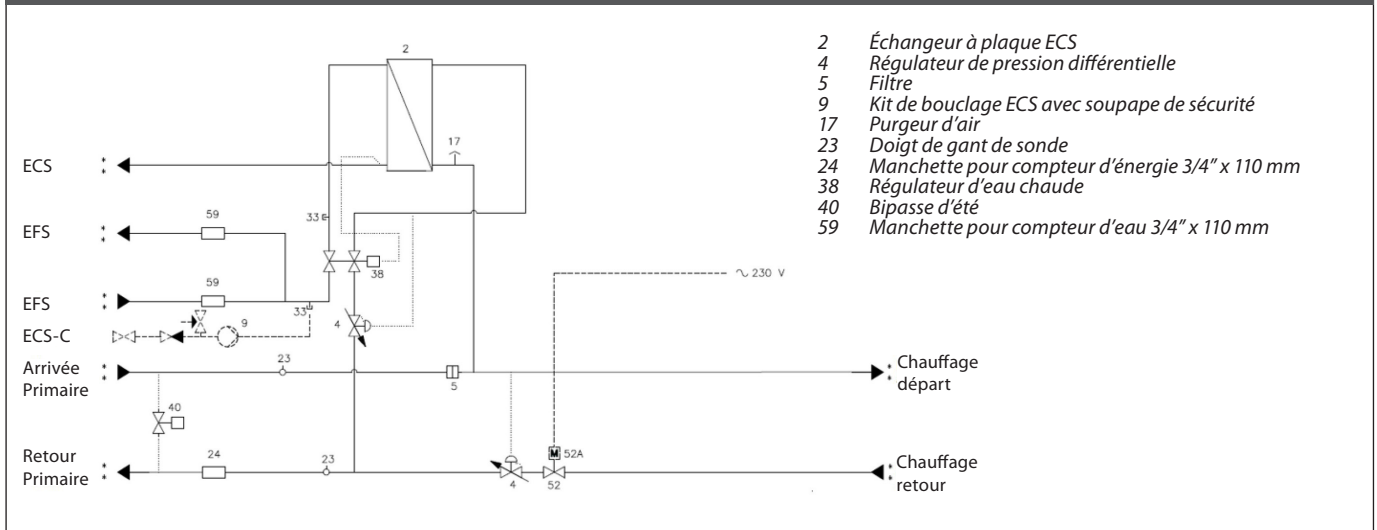 2 Échangeur à plaque ECS
4 Régulateur de pression différentielle
5 Filtre
9 Kit de bouclage ECS avec soupape de sécurité
17 Purgeur d'air
23 Doigt de gant de sonde
24 Manchette pour compteur d'énergie 3/4" x 110 mm
38 Régulateur d'eau chaude
40 Bipasse d'été
59 Manchette pour compteur d'eau 3/4" x 110 mm
2
17
ECS
33
59
EFS
38
230 V
59
EFS
33
4
9
ECS-C
23
Arrivée
Primaire
5
Chauffage
départ
40
24
23
M 52A
Retour
Primaire
4
52
Chauffage
retour